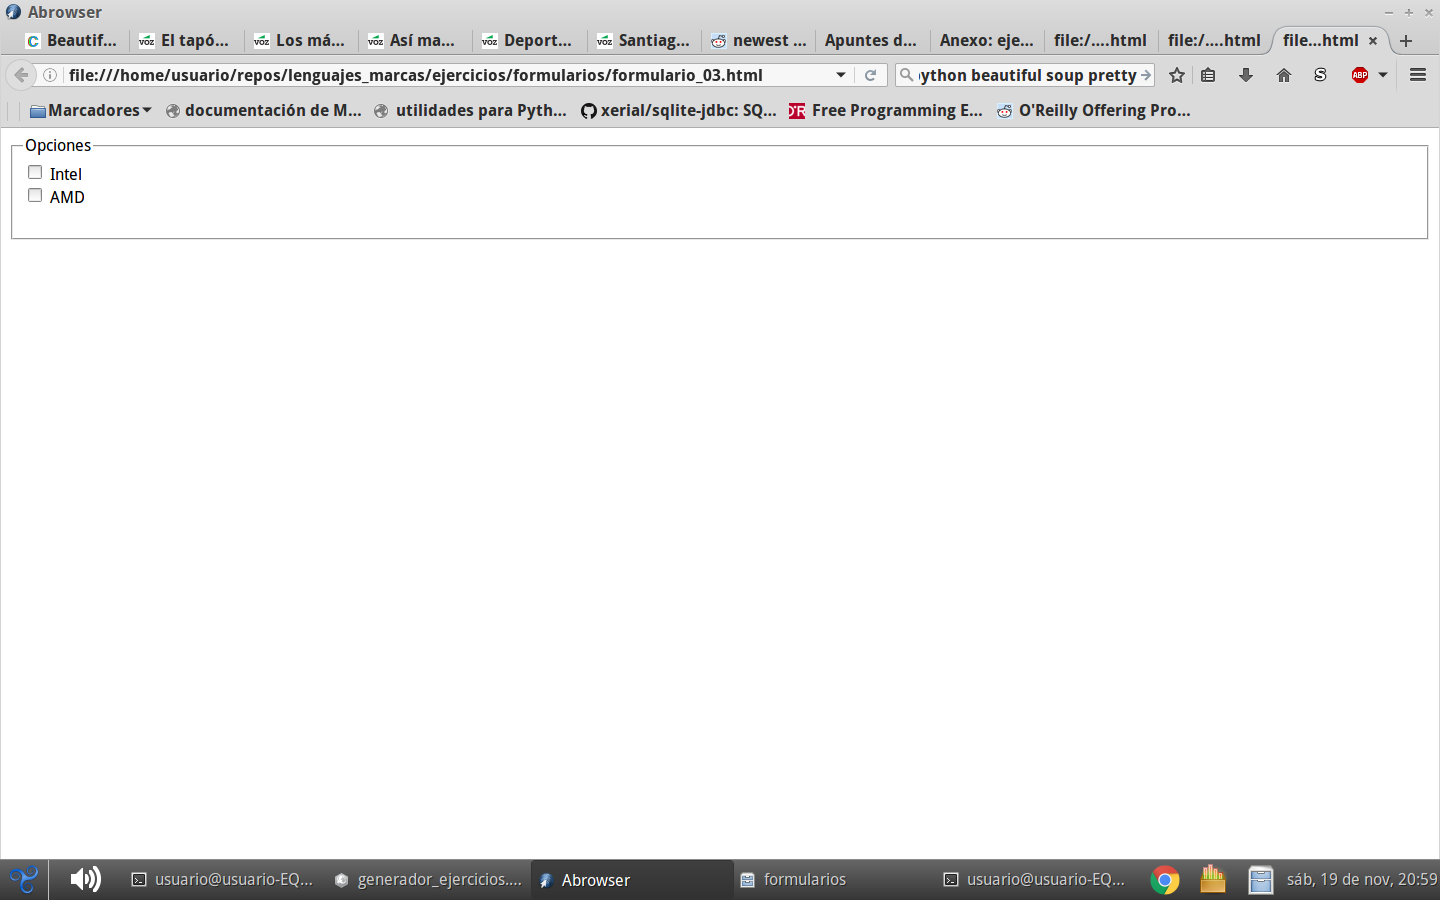 Abrowser
Beautif... El tapó... Los má... Así ma... Deport... Santiag... newest ... Apuntes d... Anexo: eje... file:/....html file:/....html file...html
file:///home/usuario/repos/lenguajes_marcas/ejercicios/formularios/formulario_03.html ython beautiful soup pretty S ABP
Marcadores documentación de M... utilidades para Pyth... xerial/sqlite-jdbc: SQ... Free Programming E... O'Reilly Offering Pro...
Opciones
Intel
AMD
usuario@usuario-EQ... generador_ejercicios.... Abrowser formularios usuario@usuario-EQ... sáb, 19 de nov, 20:59